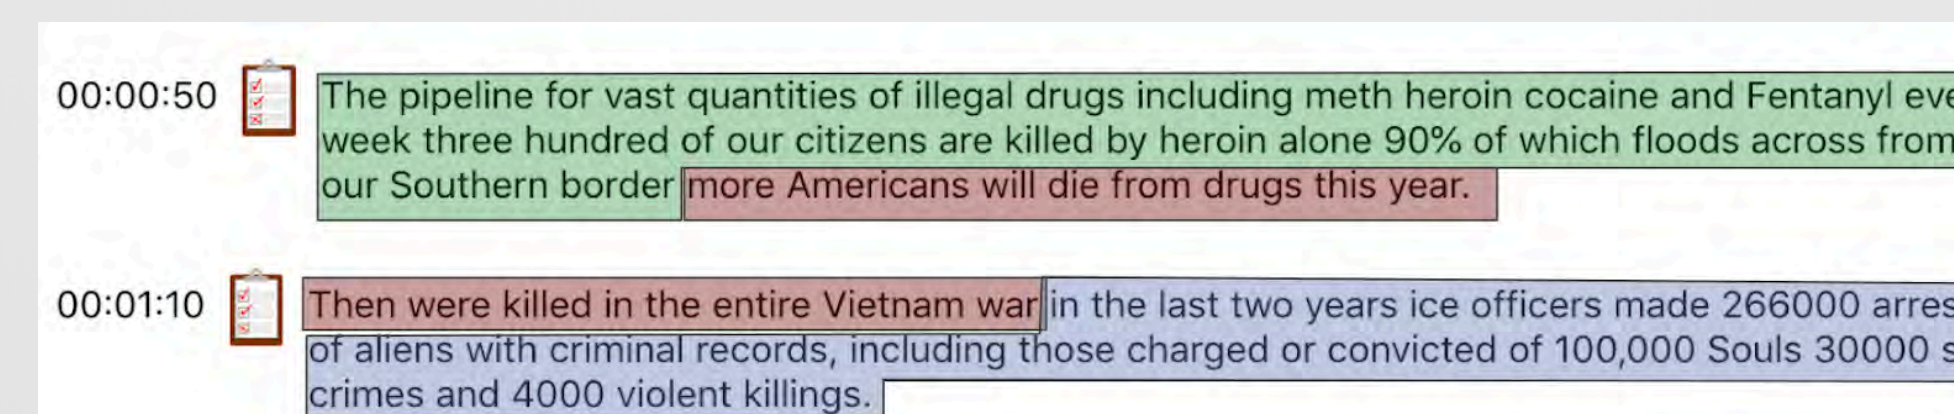 00:00:50 The pipeline for vast quantities of illegal drugs including meth heroin cocaine and Fentanyl
week three hundred of our citizens are killed by heroin alone 90% of which floods across from
our Southern border more Americans will die from drugs this year.
00:01:10 Then were killed in the entire Vietnam war in the last two years ice officers made 266000
of aliens with criminal records, including those charged or convicted of 100,000 Souls 30000
crimes and 4000 violent killings.